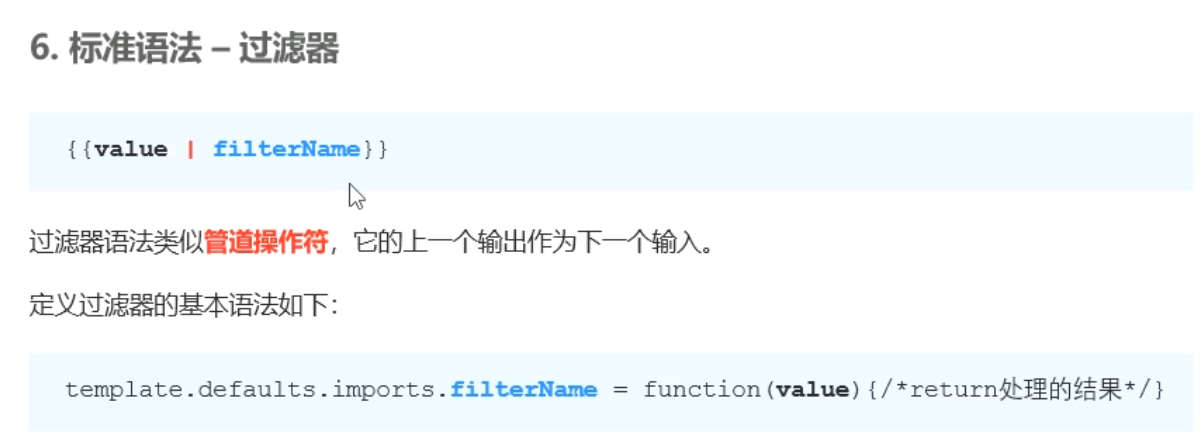 6. 标准语法 – 过滤器
{{value | filterName}}
过滤器语法类似管道操作符，它的上一个输出作为下一个输入。
定义过滤器的基本语法如下：
template.defaults.imports.filterName = function(value){/*return处理的结果*/}